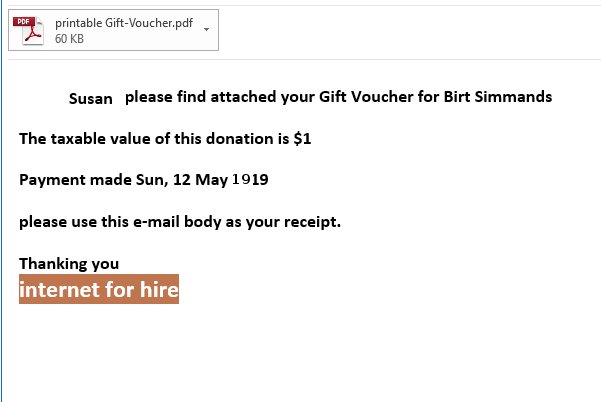 PDF
printable Gift-Voucher.pdf
60 KB
Susan please find attached your Gift Voucher for Birt Simmands
The taxable value of this donation is $1
Payment made Sun, 12 May 1919
please use this e-mail body as your receipt.
Thanking you
internet for hire